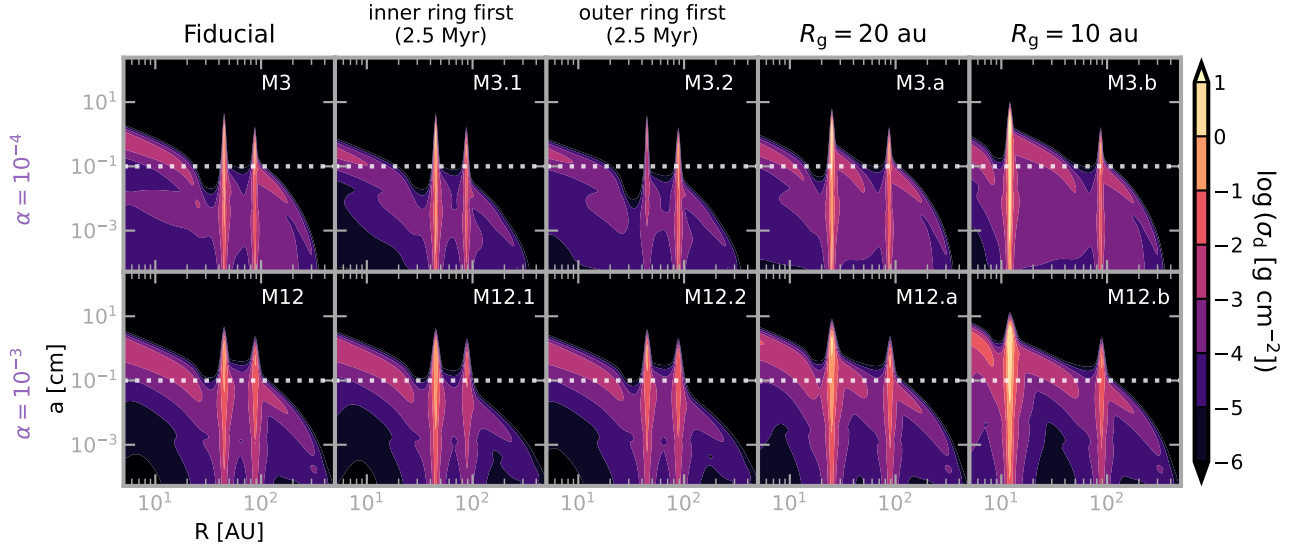 Fiducial
inner ring first
(2.5 Myr)
outer ring first
(2.5 Myr)
R_g = 20 au
R_g = 10 au
α = 10^{-4}
10^1
10^{-1}
10^{-3}
M3
M3.1
M3.2
M3.a
M3.b
α = 10^{-3}
a [cm]
10^1
10^{-1}
10^{-3}
M12
M12.1
M12.2
M12.a
M12.b
10^1 10^2
10^1 10^2
10^1 10^2
10^1 10^2
10^1 10^2
R [AU]
1
0
−1
−2
−3
−4
−5
−6
log (σ_d [g cm^{-2}])